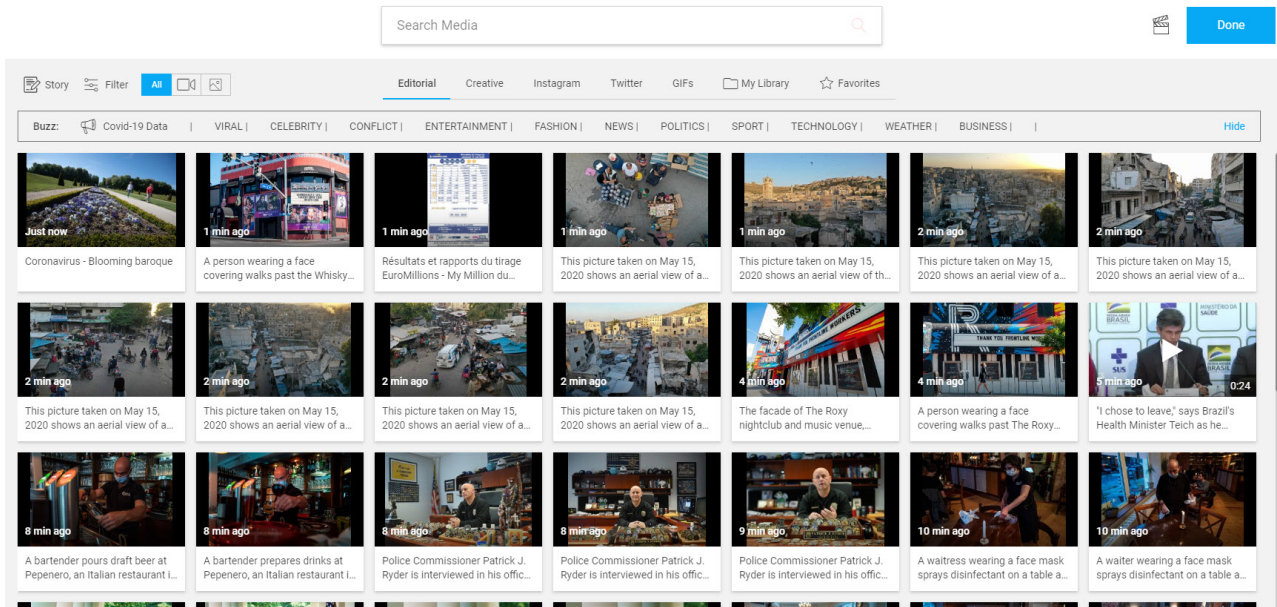 Search Media
Done
Story
Filter
All
Editorial
Creative
Instagram
Twitter
GIFs
My Library
Favorites
Buzz: Covid-19 Data | VIRAL | CELEBRITY | CONFLICT | ENTERTAINMENT | FASHION | NEWS | POLITICS | SPORT | TECHNOLOGY | WEATHER | BUSINESS | |
Hide
Just now
Coronavirus - Blooming baroque
1 min ago
A person wearing a face
covering walks past the Whisky...
1 min ago
Résultats et rapports du tirage
EuroMillions - My Million du...
1 min ago
This picture taken on May 15,
2020 shows an aerial view of a...
1 min ago
This picture taken on May 15,
2020 shows an aerial view of th...
2 min ago
This picture taken on May 15,
2020 shows an aerial view of a...
2 min ago
This picture taken on May 15,
2020 shows an aerial view of a...
2 min ago
This picture taken on May 15,
2020 shows an aerial view of a...
2 min ago
This picture taken on May 15,
2020 shows an aerial view of a...
2 min ago
This picture taken on May 15,
2020 shows an aerial view of a...
2 min ago
This picture taken on May 15,
2020 shows an aerial view of a...
4 min ago
The facade of The Roxy
nightclub and music venue,...
THANK YOU FRONTLINE
4 min ago
A person wearing a face
covering walks past The Roxy...
MINISTÉRIO DA
SAÚDE
BRASIL
SUS
BRASIL
5 min ago
0:24
"I chose to leave," says Brazil's
Health Minister Teich as he...
8 min ago
A bartender pours draft beer at
Pepenero, an Italian restaurant i...
8 min ago
A bartender prepares drinks at
Pepenero, an Italian restaurant i...
8 min ago
Police Commissioner Patrick J.
Ryder is interviewed in his offic...
8 min ago
Police Commissioner Patrick J.
Ryder is interviewed in his offic...
9 min ago
Police Commissioner Patrick J.
Ryder is interviewed in his offic...
10 min ago
A waitress wearing a face mask
sprays disinfectant on a table a...
10 min ago
A waiter wearing a face mask
sprays disinfectant on a table a...